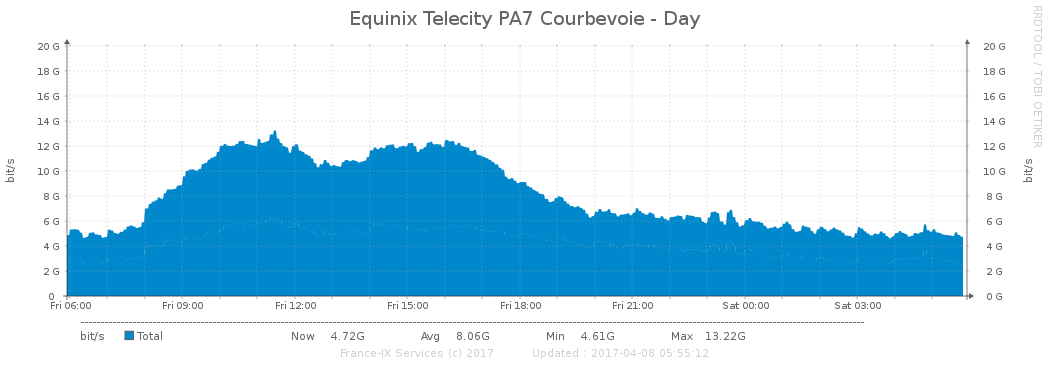 Equinix Telecity PA7 Courbevoie - Day
RRDTOOL / TOBI OETIKER
bit/s
20 G 20 G
18 G 18 G
16 G 16 G
14 G 14 G
12 G 12 G
10 G 10 G
8 G 8 G
6 G 6 G
4 G 4 G
2 G 2 G
0 0 G
bit/s
Fri 06:00 Fri 09:00 Fri 12:00 Fri 15:00 Fri 18:00 Fri 21:00 Sat 00:00 Sat 03:00
bit/s Total Now 4.72G Avg 8.06G Min 4.61G Max 13.22G
France-IX Services (c) 2017 Updated : 2017-04-08 05:55:12